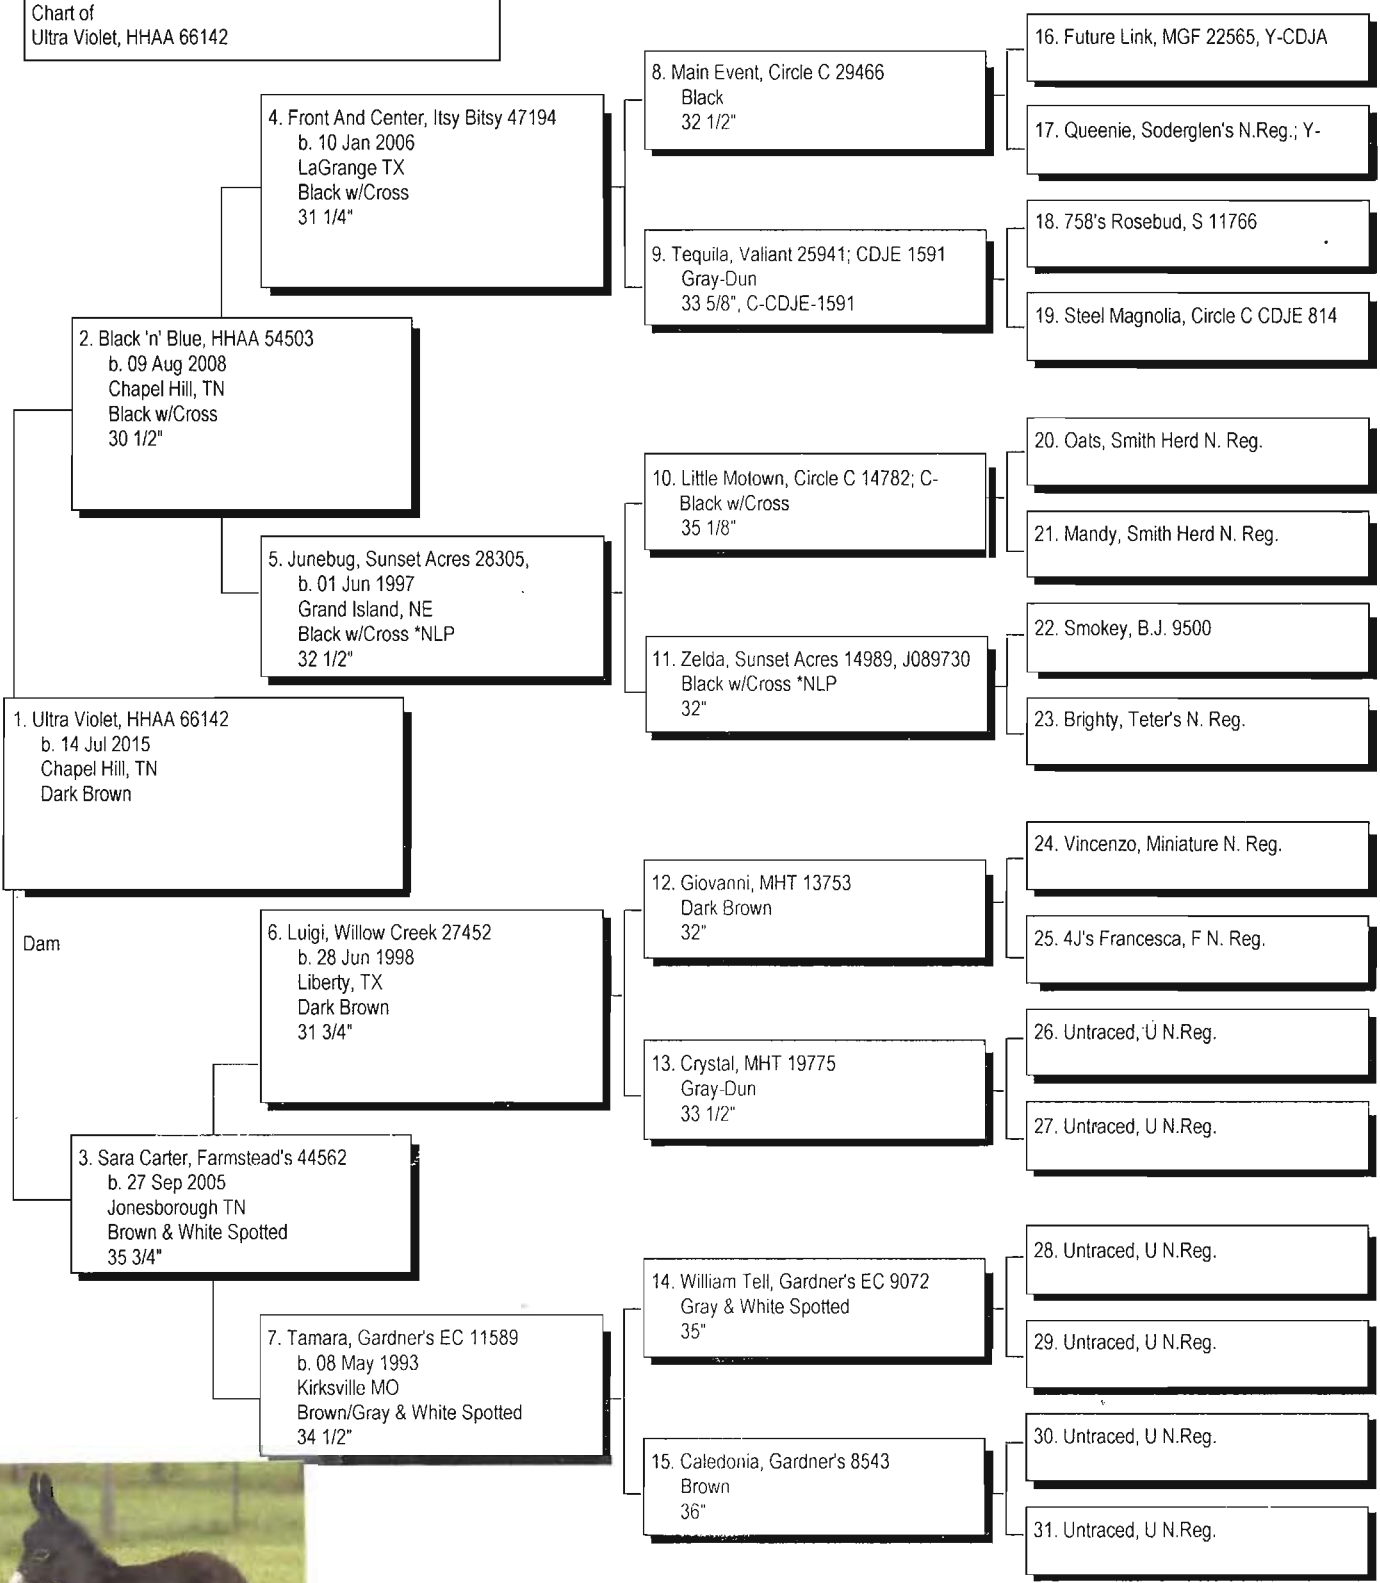 Chart of
Ultra Violet, HHAA 66142
1. Ultra Violet, HHAA 66142
b. 14 Jul 2015
Chapel Hill, TN
Dark Brown
Dam
2. Black 'n' Blue, HHAA 54503
b. 09 Aug 2008
Chapel Hill, TN
Black w/Cross
30 1/2"
3. Sara Carter, Farmstead's 44562
b. 27 Sep 2005
Jonesborough TN
Brown & White Spotted
35 3/4"
4. Front And Center, Itsy Bitsy 47194
b. 10 Jan 2006
LaGrange TX
Black w/Cross
31 1/4"
5. Junebug, Sunset Acres 28305,
b. 01 Jun 1997
Grand Island, NE
Black w/Cross *NLP
32 1/2"
6. Luigi, Willow Creek 27452
b. 28 Jun 1998
Liberty, TX
Dark Brown
31 3/4"
7. Tamara, Gardner's EC 11589
b. 08 May 1993
Kirksville MO
Brown/Gray & White Spotted
34 1/2"
8. Main Event, Circle C 29466
Black
32 1/2"
9. Tequila, Valiant 25941; CDJE 1591
Gray-Dun
33 5/8", C-CDJE-1591
10. Little Motown, Circle C 14782; C-
Black w/Cross
35 1/8"
11. Zelda, Sunset Acres 14989, J089730
Black w/Cross *NLP
32"
12. Giovanni, MHT 13753
Dark Brown
32"
13. Crystal, MHT 19775
Gray-Dun
33 1/2"
14. William Tell, Gardner's EC 9072
Gray & White Spotted
35"
15. Caledonia, Gardner's 8543
Brown
36"
16. Future Link, MGF 22565, Y-CDJA
17. Queenie, Soderglen's N.Reg.; Y-
18. 758's Rosebud, S 11766
19. Steel Magnolia, Circle C CDJE 814
20. Oats, Smith Herd N. Reg.
21. Mandy, Smith Herd N. Reg.
22. Smokey, B.J. 9500
23. Brighty, Teter's N. Reg.
24. Vincenzo, Miniature N. Reg.
25. 4J's Francesca, F N. Reg.
26. Untraced, U N.Reg.
27. Untraced, U N.Reg.
28. Untraced, U N.Reg.
29. Untraced, U N.Reg.
30. Untraced, U N.Reg.
31. Untraced, U N.Reg.